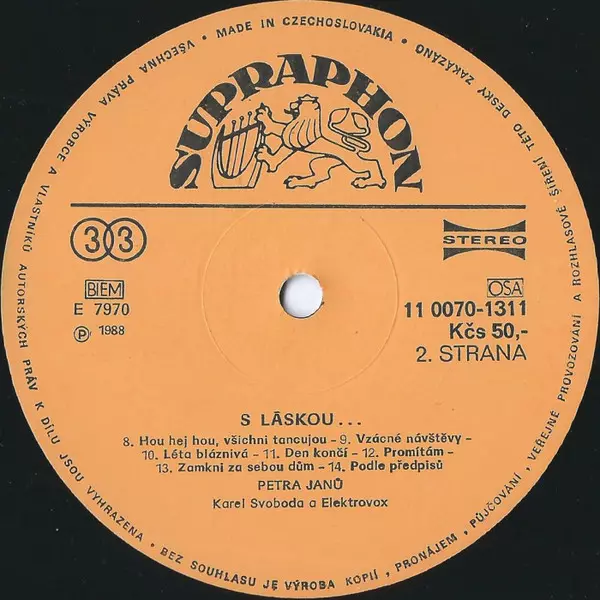 VŠECHNA PRÁVA VÝROBCE A VLASTNÍKŮ AUTORSKÝCH PRÁV K DÍLU JSOU VYHRAZENA • BEZ SOUHLASU JE VÝROBA KOPIÍ, PRONÁJEM, PŮJČOVÁNÍ, VEŘEJNÉ PROVOZOVÁNÍ A ROZHLASOVÉ ŠÍŘENÍ TÉTO DESKY ZAKÁZÁNO • MADE IN CZECHOSLOVAKIA •
SUPRAPHON
33
STEREO
BIEM
OSA
E 7970
11 0070-1311
Ⓟ 1988
Kčs 50,-
2. STRANA
S LÁSKOU...
8. Hou hej hou, všichni tancujou - 9. Vzácné návštěvy -
10. Léta bláznivá - 11. Den končí - 12. Promítám -
13. Zamkni za sebou dům - 14. Podle předpisů
PETRA JANŮ
Karel Svoboda a Elektrovox